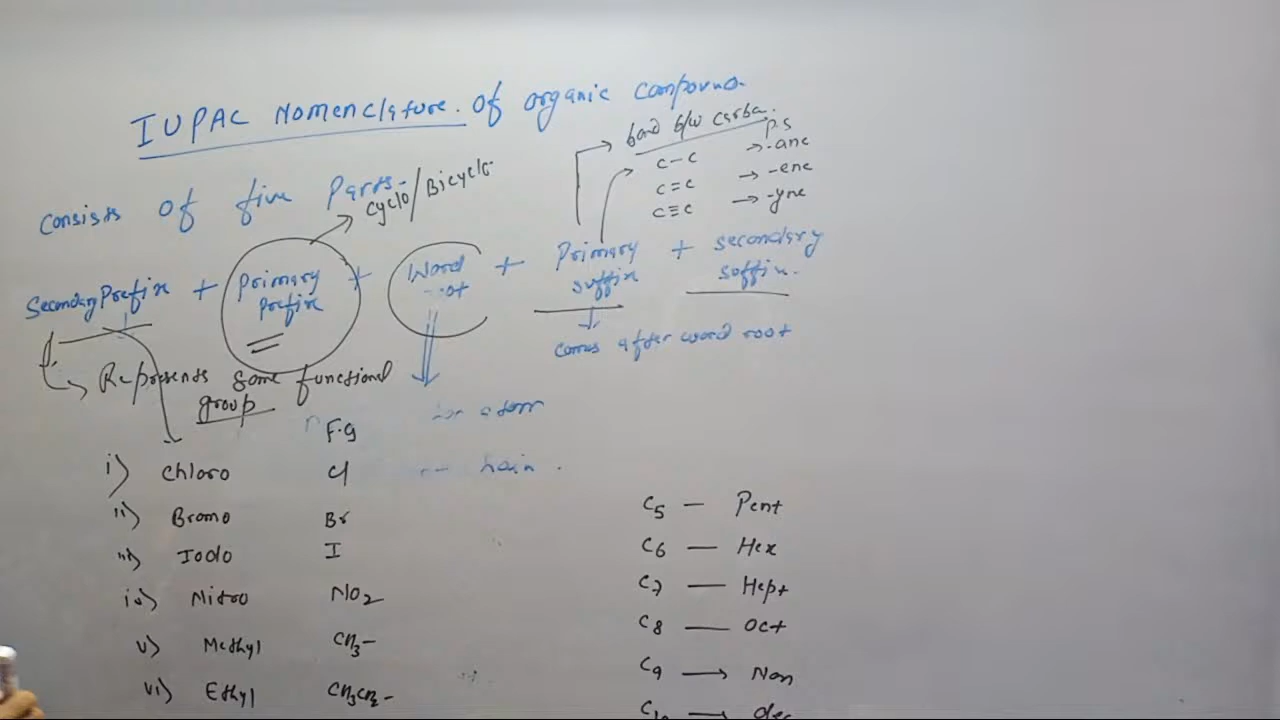 IUPAC Nomenclature. Of organic compound.
bond b/w carbon.
P.S
C-C → -ane
C=C → -ene
C≡C → -yne
Consists of five Parts-
Cyclo/Bicyclo-
Secondary Prefix + Primary Prefix + Word + Primary suffix + secondary suffix.
comes after word root
Represents some functional
group
F.G
i) Chloro Cl
ii) Bromo Br
iii) Iodo I
iv) Nitro NO2
v) Methyl CH3-
vi) Ethyl CH3CH2-
C5 — Pent
C6 — Hex
C7 — Hept
C8 — Oct
C9 → Non
C10 → dec